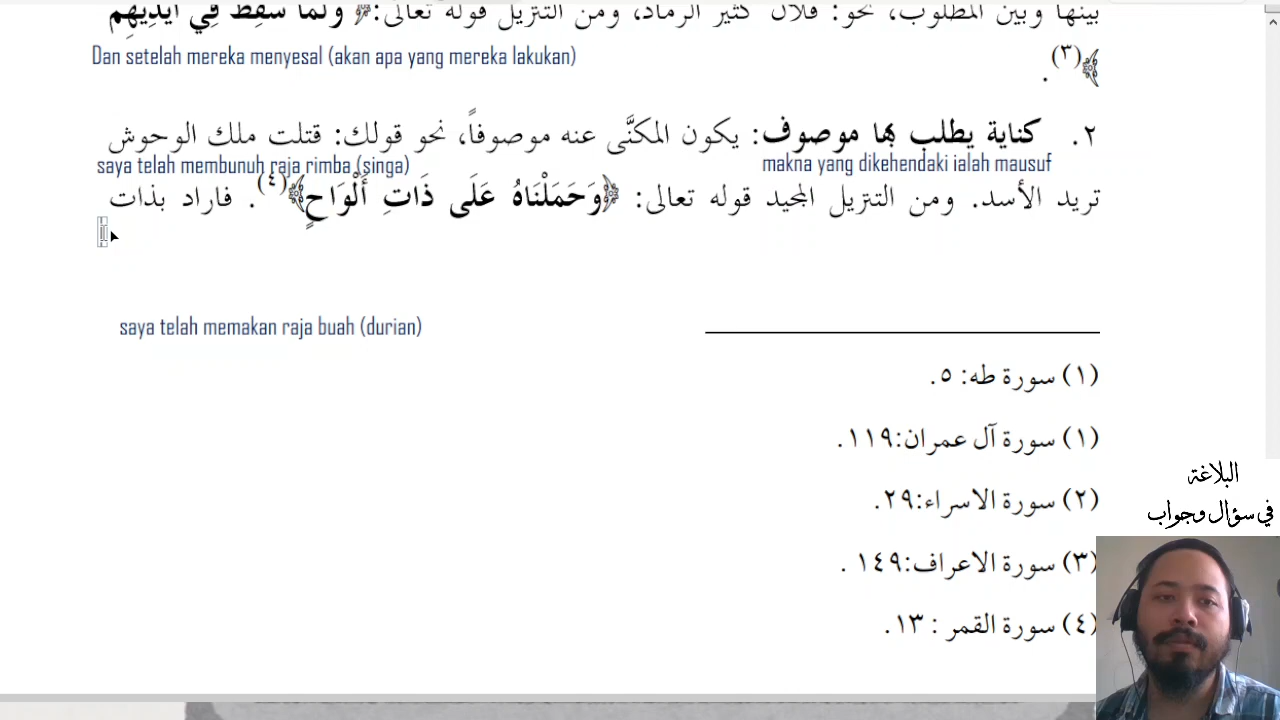 بينها وبين المطلوب، نحو: فلان كثير الرماد، ومن التنزيل قوله تعالى: ﴿وَلَمَّا سُقِطَ فِي أَيْدِيهِمْ
Dan setelah mereka menyesal (akan apa yang mereka lakukan)
﴾(٣).
٢. كناية يطلب بها موصوف: يكون المكنَّى عنه موصوفاً، نحو قولك: قتلت ملك الوحوش
saya telah membunuh raja rimba (singa)
makna yang dikehendaki ialah mausuf
تريد الأسد. ومن التنزيل المجيد قوله تعالى: ﴿وَحَمَلْنَاهُ عَلَى ذَاتِ أَلْوَاحٍ﴾(٤). فاراد بذات
saya telah memakan raja buah (durian)
(١) سورة طه: ٥.
(١) سورة آل عمران:١١٩.
(٢) سورة الاسراء:٢٩.
(٣) سورة الاعراف:١٤٩ .
(٤) سورة القمر : ١٣.
البلاغة
في سؤال وجواب